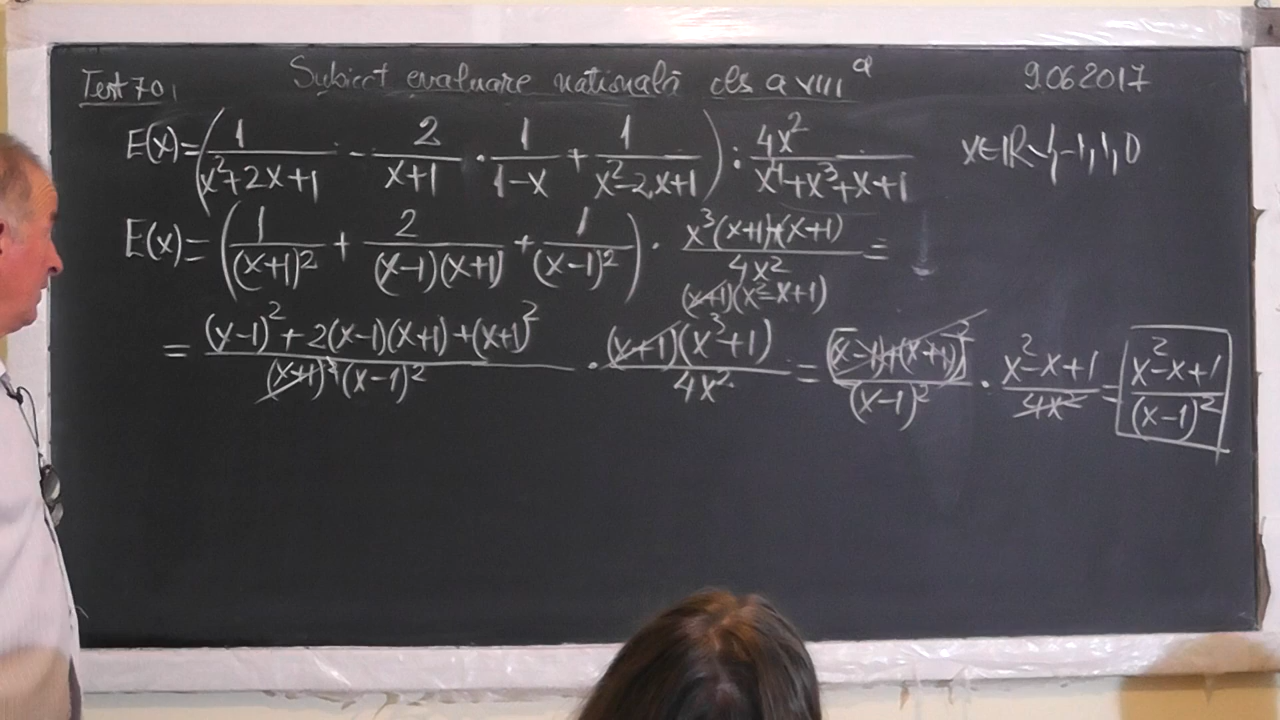 Test 70,
Subiect evaluare națională cls a VIIIª
9.06 2017
E(x)=(1/(x²+2x+1) - 2/(x+1) · 1/(1-x) + 1/(x²-2x+1)) : 4x²/(x⁴+x³+x+1) x∈ℝ\{-1,1,0
E(x)=(1/(x+1)² + 2/((x-1)(x+1)) + 1/(x-1)²) · (x³(x+1)+(x+1))/4x² =
(x+1)(x²-x+1)
= ((x-1)²+2(x-1)(x+1)+(x+1)²)/((x+1)²(x-1)²) · ((x+1)(x³+1))/4x² = [(x-1)+(x+1)]²/(x-1)² · (x²-x+1)/4x² = (x²-x+1)/(x-1)²